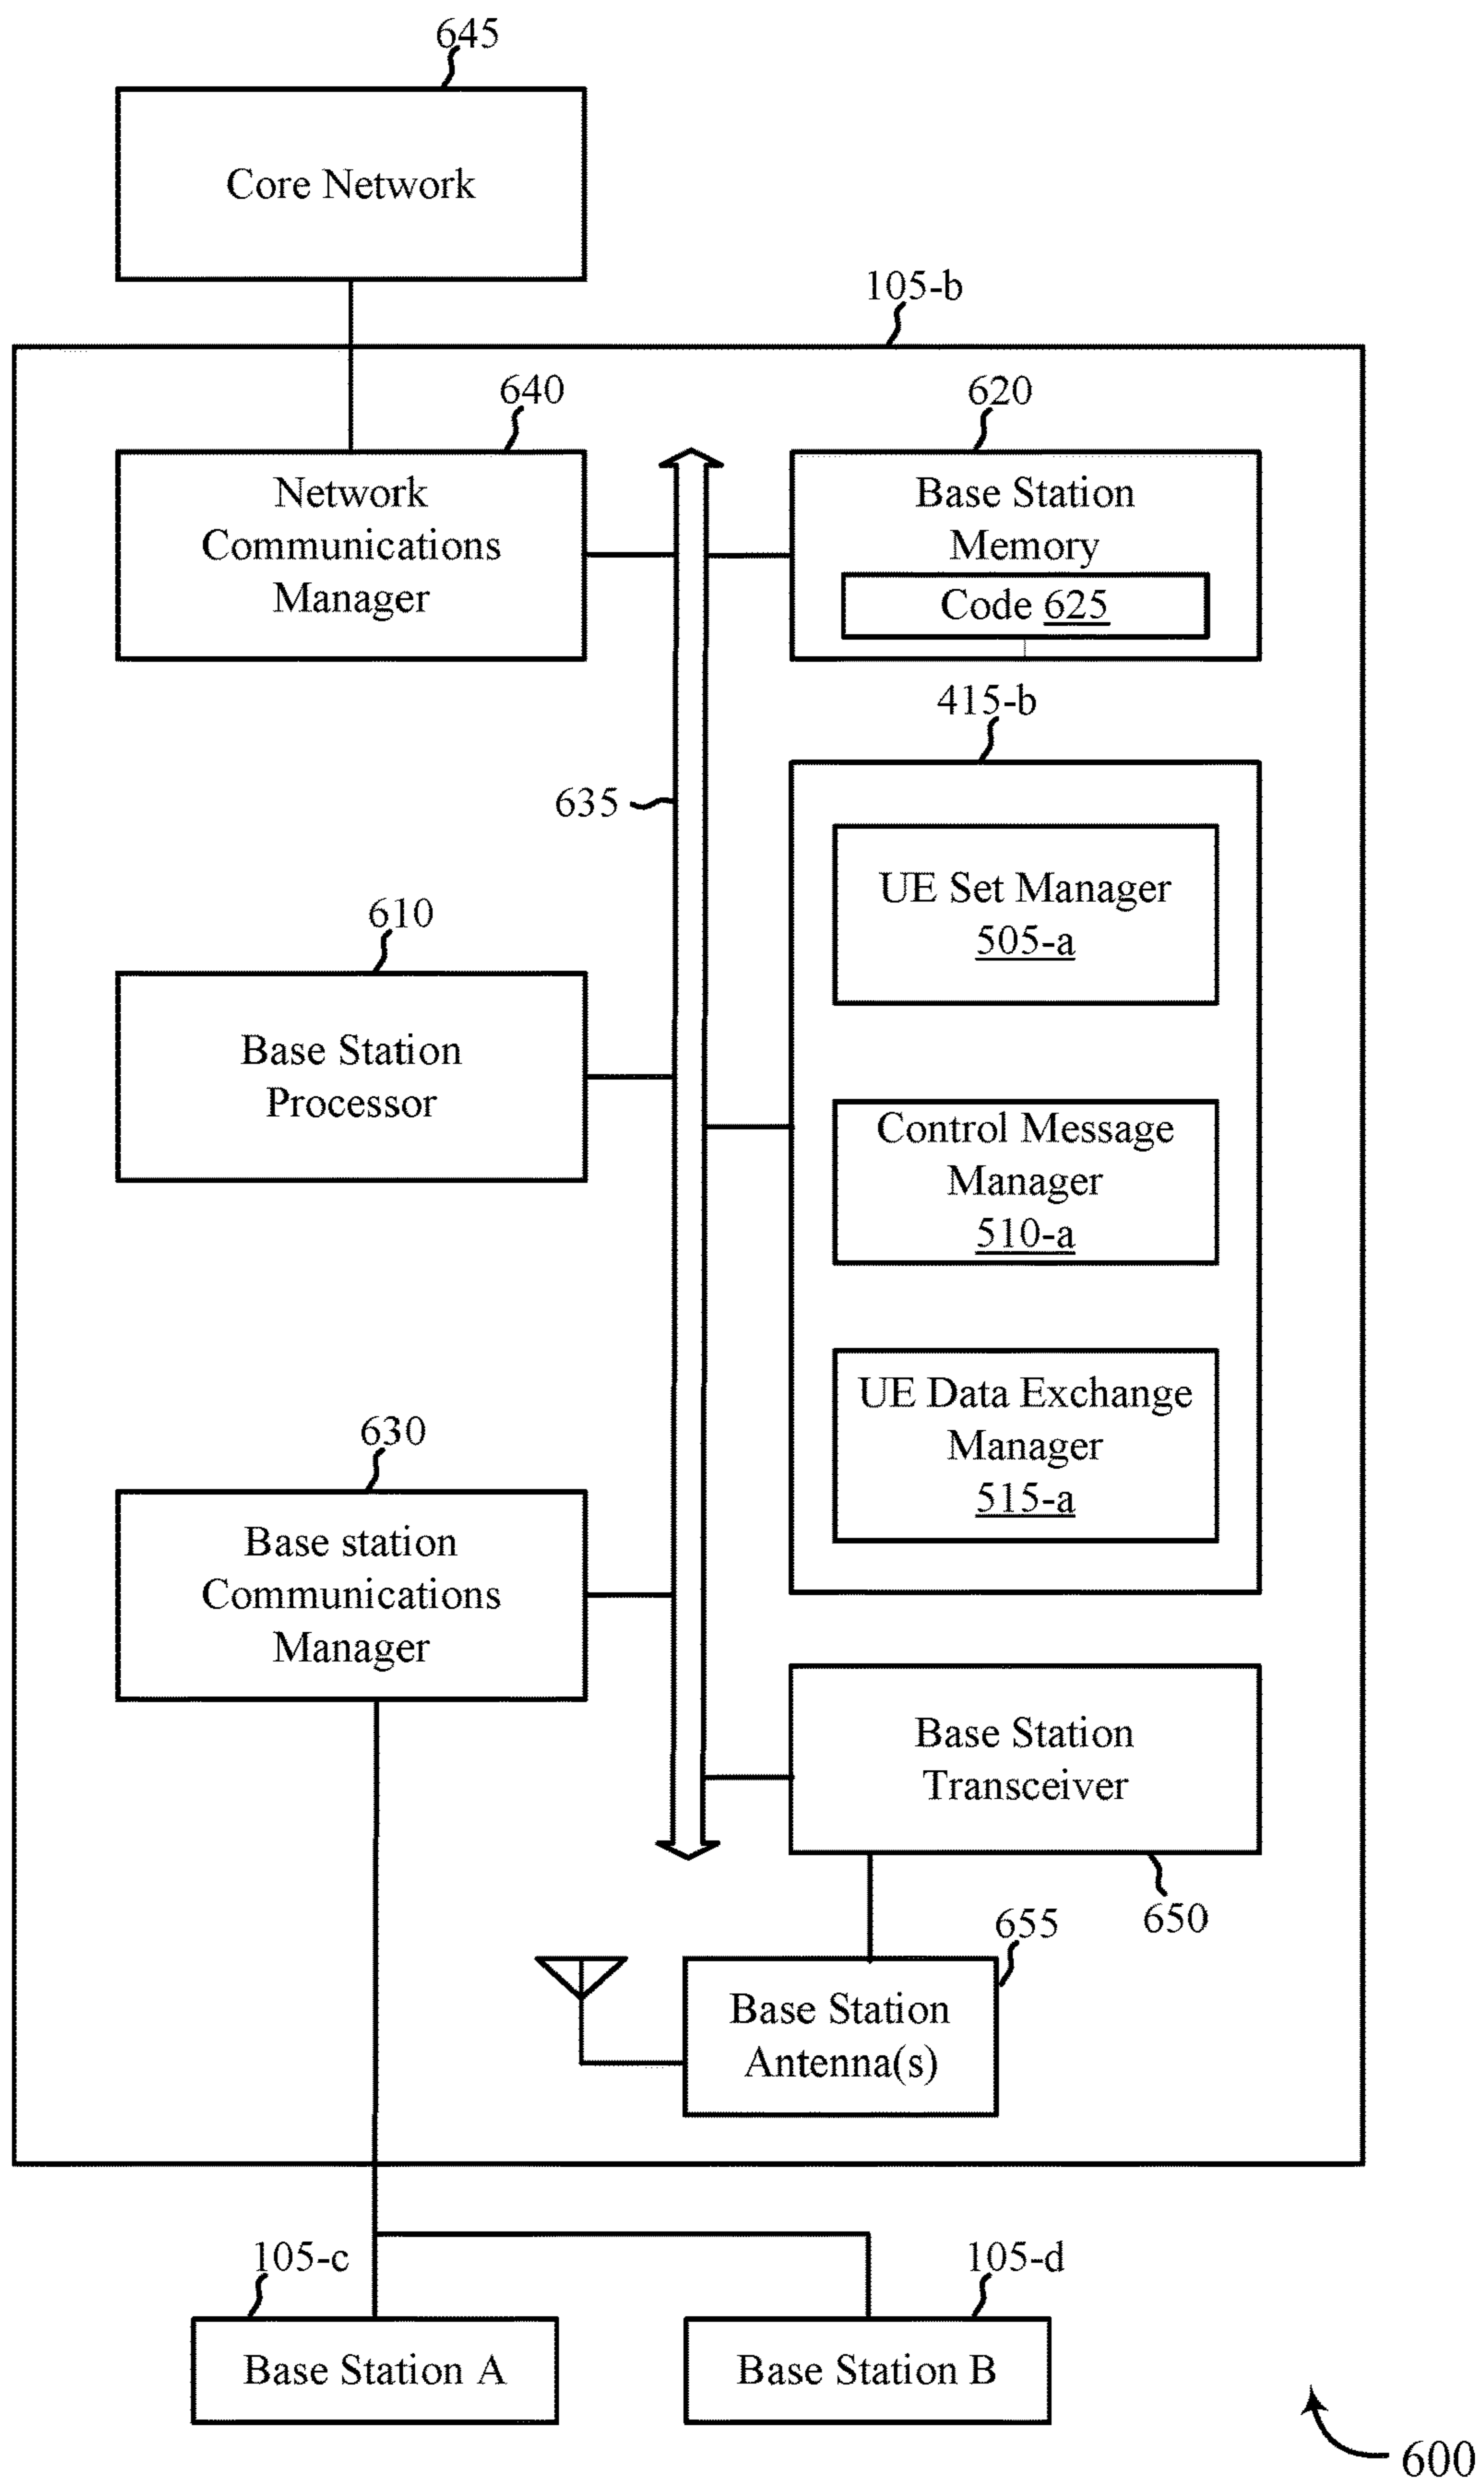 645
Core Network
105-b
640
620
Network
Communications
Manager
Base Station
Memory
Code 625
415-b
635
UE Set Manager
505-a
610
Base Station
Processor
Control Message
Manager
510-a
UE Data Exchange
Manager
515-a
630
Base station
Communications
Manager
Base Station
Transceiver
650
655
Base Station
Antenna(s)
105-c
105-d
Base Station A
Base Station B
600